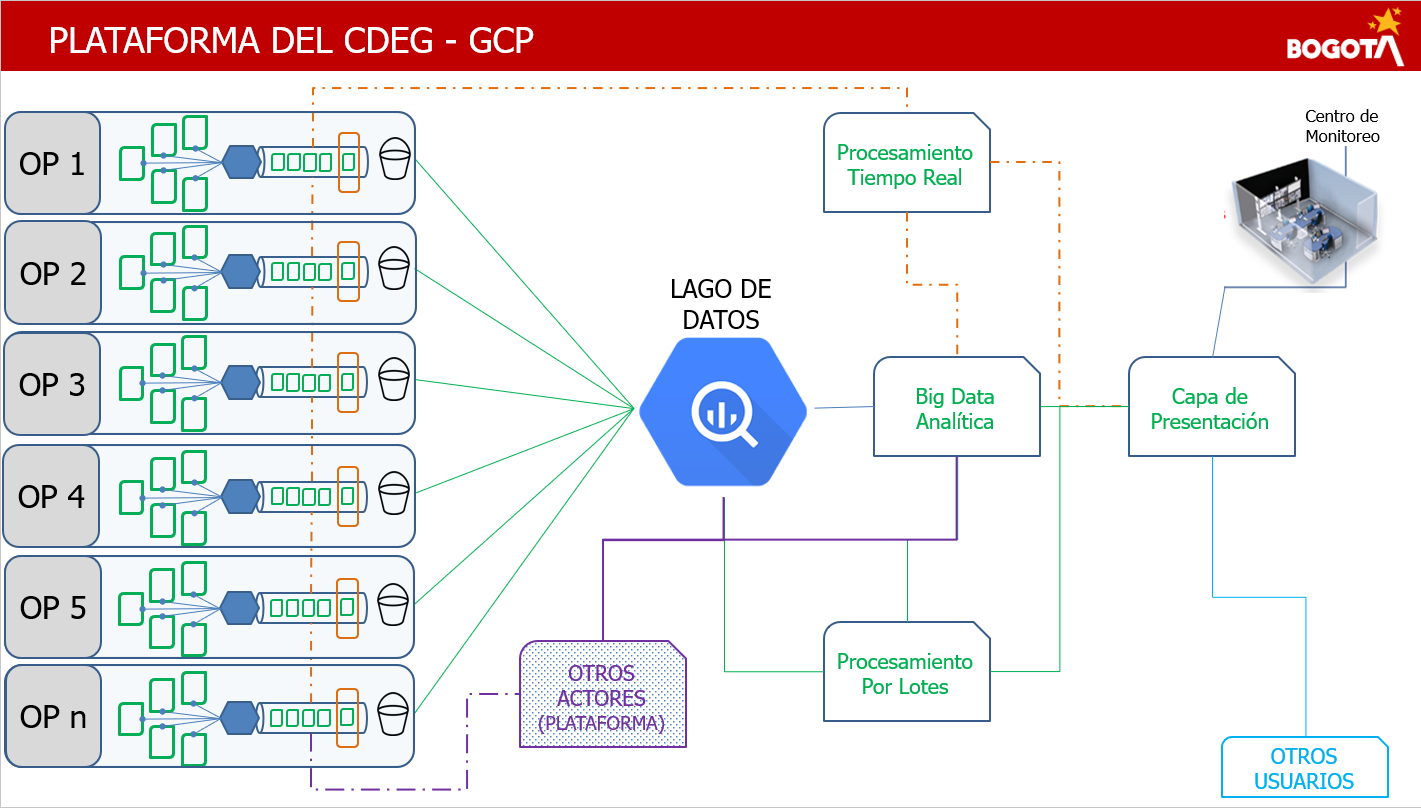 PLATAFORMA DEL CDEG - GCP
BOGOTÁ
OP 1
OP 2
OP 3
OP 4
OP 5
OP n
LAGO DE
DATOS
Procesamiento
Tiempo Real
Centro de
Monitoreo
Big Data
Analítica
Capa de
Presentación
OTROS
ACTORES
(PLATAFORMA)
Procesamiento
Por Lotes
OTROS
USUARIOS